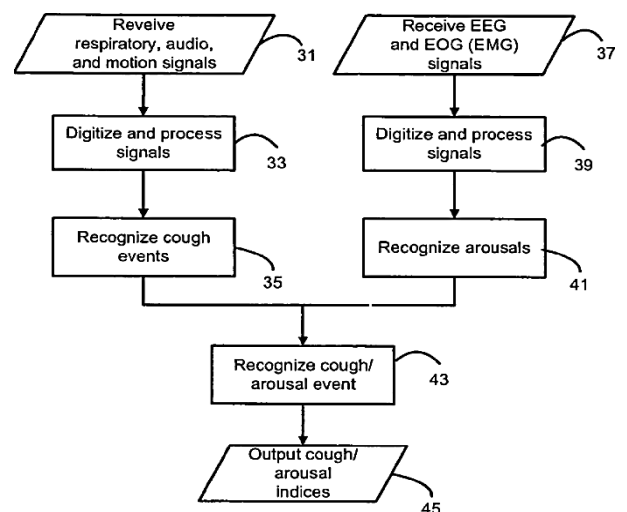 Reveive
respiratory, audio,
and motion signals
31
Receive EEG
and EOG (EMG)
signals
37
Digitize and process
signals
33
Digitize and process
signals
39
Recognize cough
events
35
Recognize arousals
41
Recognize cough/
arousal event
43
Output cough/
arousal
indices
45